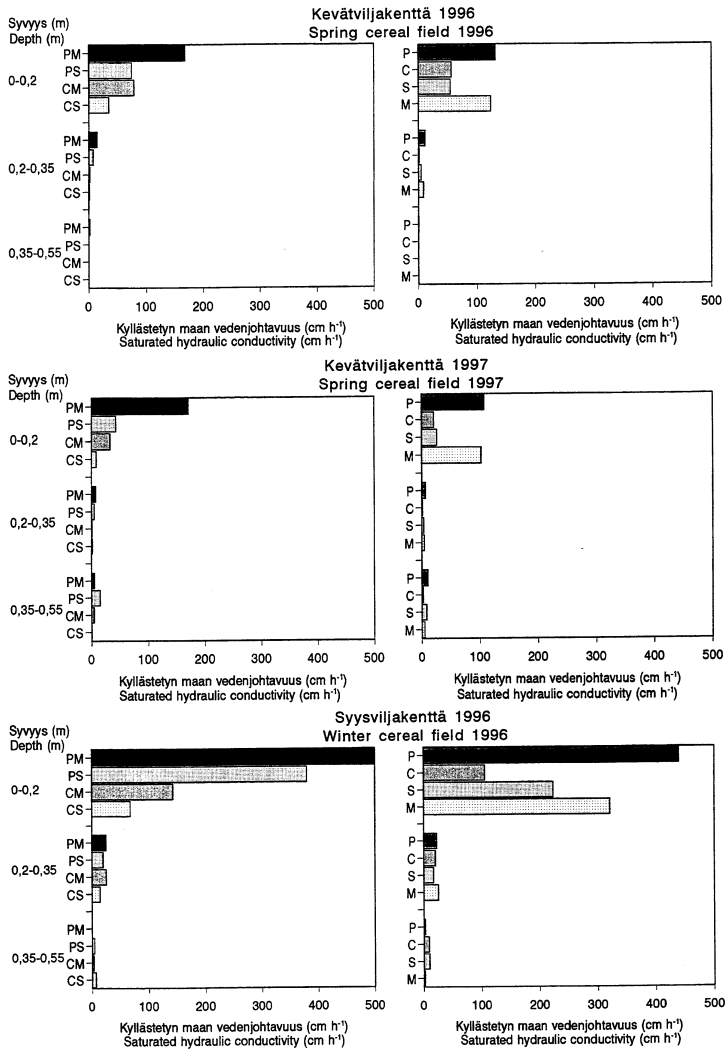 Kevätviljakenttä 1996
Spring cereal field 1996
Syvyys (m)
Depth (m)
0-0,2
PM
PS
CM
CS
0,2-0,35
PM
PS
CM
CS
0,35-0,55
PM
PS
CM
CS
0 100 200 300 400 500
Kyllästetyn maan vedenjohtavuus (cm h⁻¹)
Saturated hydraulic conductivity (cm h⁻¹)
P
C
S
M
P
C
S
M
P
C
S
M
0 100 200 300 400 500
Kyllästetyn maan vedenjohtavuus (cm h⁻¹)
Saturated hydraulic conductivity (cm h⁻¹)
Kevätviljakenttä 1997
Spring cereal field 1997
Syvyys (m)
Depth (m)
0-0,2
PM
PS
CM
CS
0,2-0,35
PM
PS
CM
CS
0,35-0,55
PM
PS
CM
CS
0 100 200 300 400 500
Kyllästetyn maan vedenjohtavuus (cm h⁻¹)
Saturated hydraulic conductivity (cm h⁻¹)
P
C
S
M
P
C
S
M
P
C
S
M
0 100 200 300 400 500
Kyllästetyn maan vedenjohtavuus (cm h⁻¹)
Saturated hydraulic conductivity (cm h⁻¹)
Syysviljakenttä 1996
Winter cereal field 1996
Syvyys (m)
Depth (m)
0-0,2
PM
PS
CM
CS
0,2-0,35
PM
PS
CM
CS
0,35-0,55
PM
PS
CM
CS
0 100 200 300 400 500
Kyllästetyn maan vedenjohtavuus (cm h⁻¹)
Saturated hydraulic conductivity (cm h⁻¹)
P
C
S
M
P
C
S
M
P
C
S
M
0 100 200 300 400 500
Kyllästetyn maan vedenjohtavuus (cm h⁻¹)
Saturated hydraulic conductivity (cm h⁻¹)